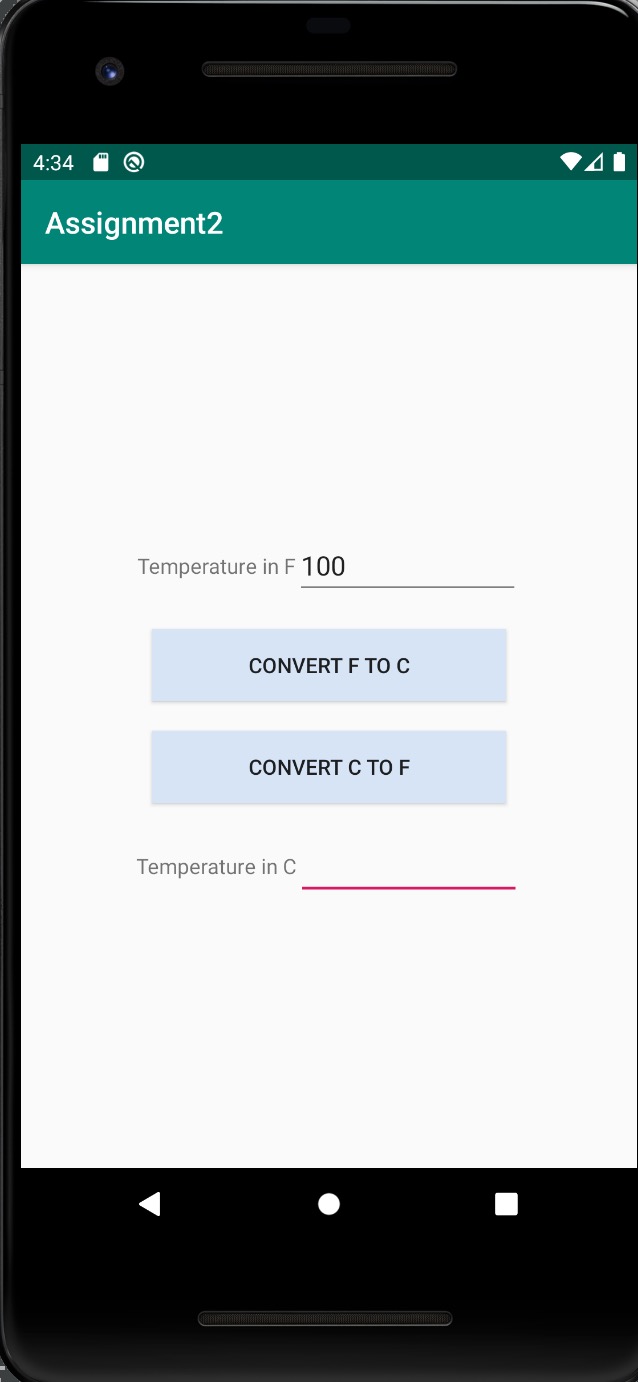 4:34
Assignment2
Temperature in F 100
CONVERT F TO C
CONVERT C TO F
Temperature in C